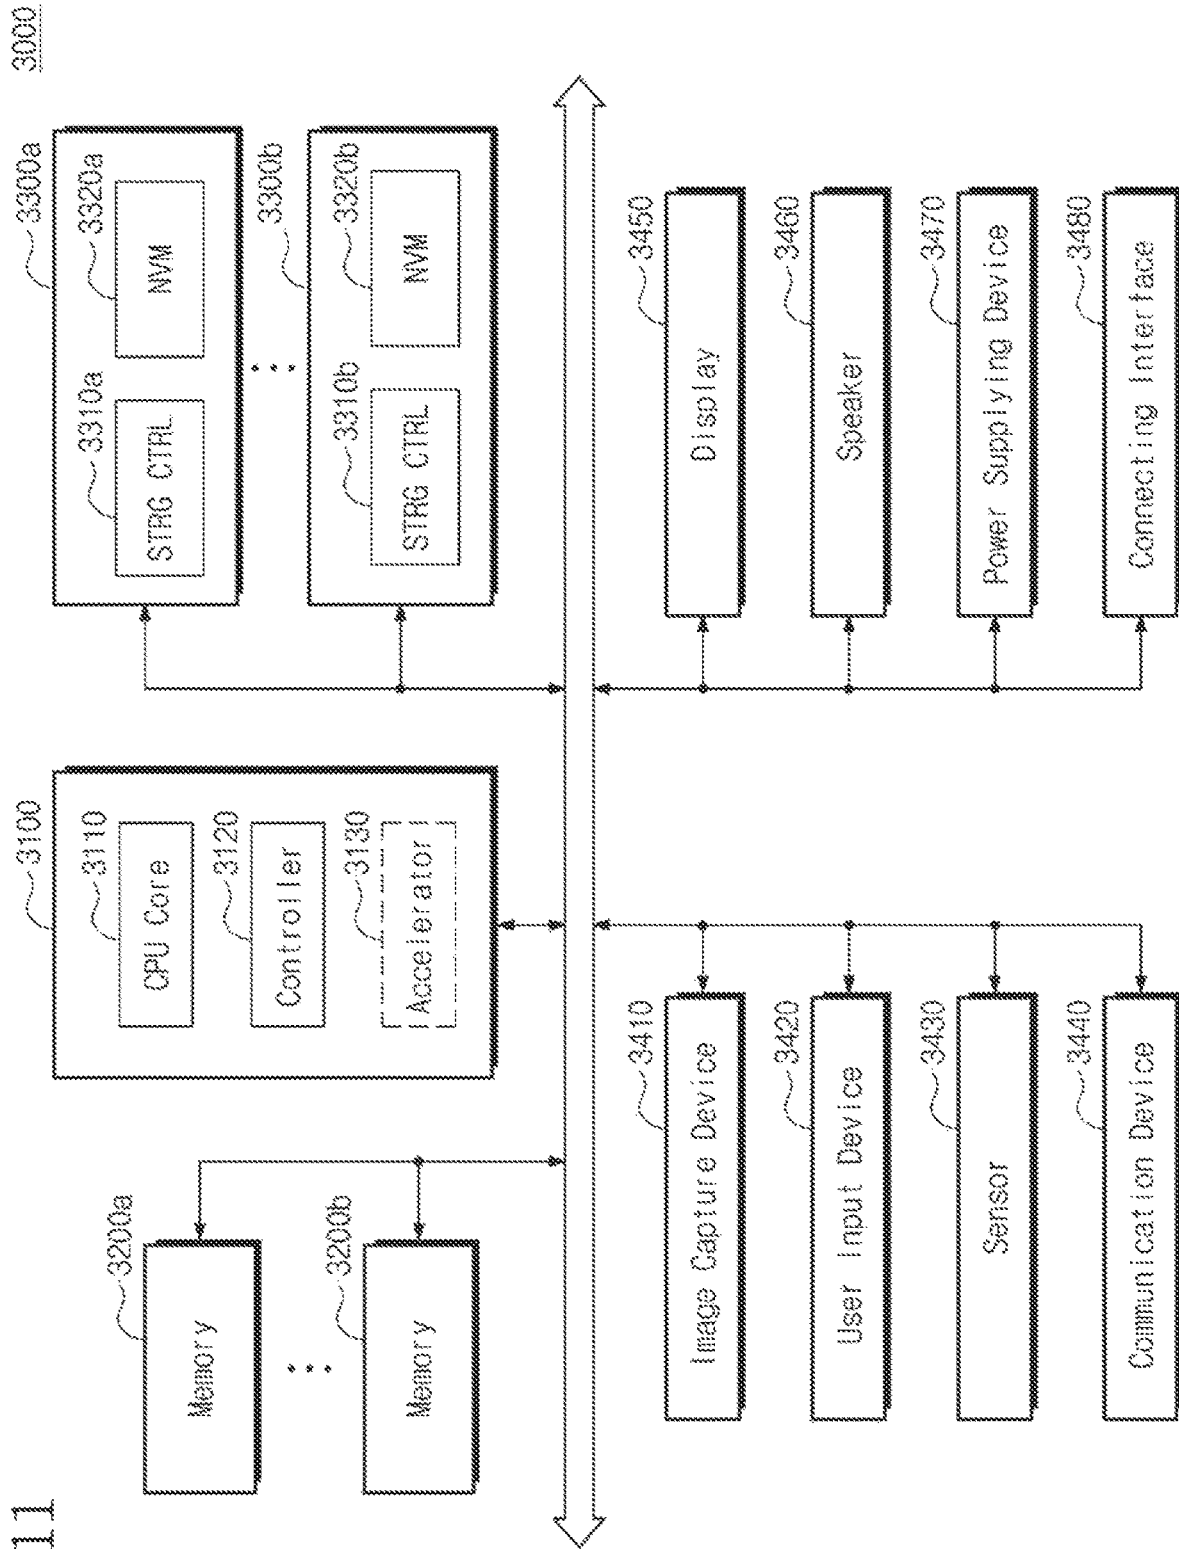 11
3000
3200a
Memory
3200b
Memory
3100
3110
CPU Core
3120
Controller
3130
Accelerator
3300a
3310a
STRG CTRL
3320a
NVM
3300b
3310b
STRG CTRL
3320b
NVM
3410
Image Capture Device
3420
User Input Device
3430
Sensor
3440
Communication Device
3450
Display
3460
Speaker
3470
Power Supplying Device
3480
Connecting Interface